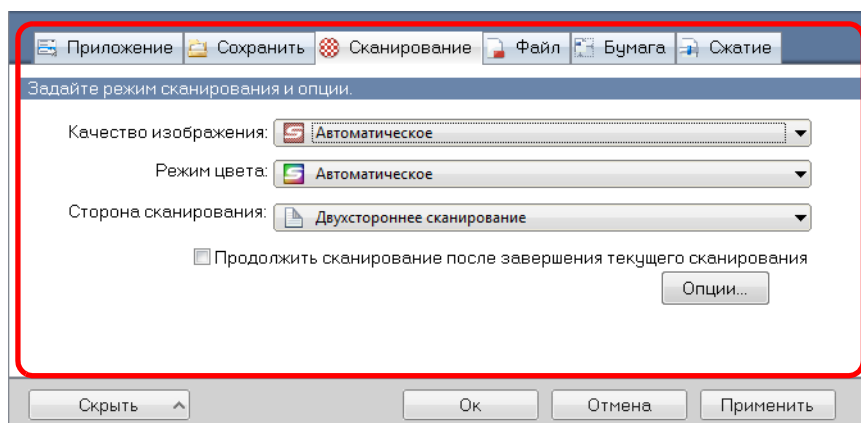 Приложение Сохранить Сканирование Файл Бумага Сжатие
Задайте режим сканирования и опции.
Качество изображения: Автоматическое
Режим цвета: Автоматическое
Сторона сканирования: Двухстороннее сканирование
Продолжить сканирование после завершения текущего сканирования
Опции...
Скрыть Ок Отмена Применить